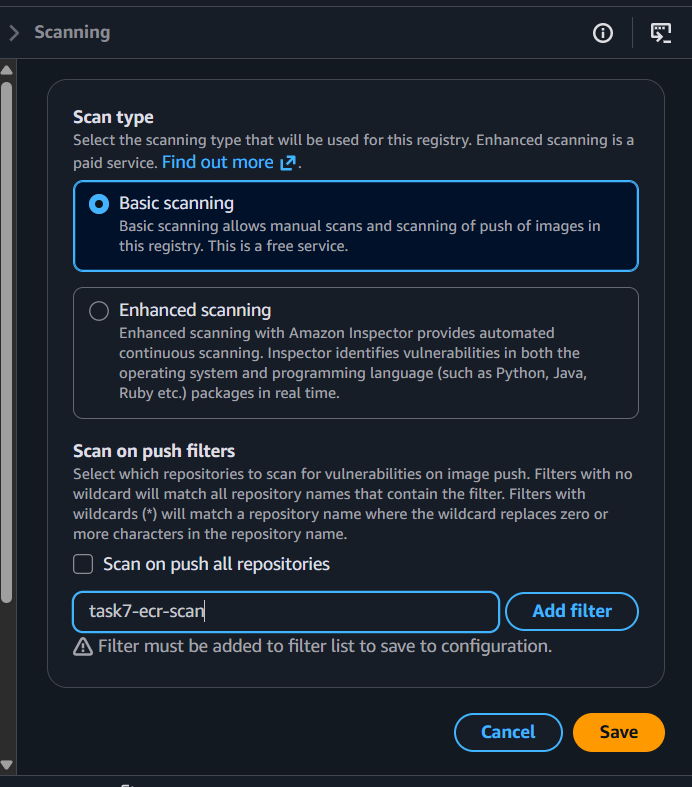 Scanning
Scan type
Select the scanning type that will be used for this registry. Enhanced scanning is a
paid service. Find out more .
Basic scanning
Basic scanning allows manual scans and scanning of push of images in
this registry. This is a free service.
Enhanced scanning
Enhanced scanning with Amazon Inspector provides automated
continuous scanning. Inspector identifies vulnerabilities in both the
operating system and programming language (such as Python, Java,
Ruby etc.) packages in real time.
Scan on push filters
Select which repositories to scan for vulnerabilities on image push. Filters with no
wildcard will match all repository names that contain the filter. Filters with
wildcards (*) will match a repository name where the wildcard replaces zero or
more characters in the repository name.
Scan on push all repositories
task7-ecr-scan
Add filter
Filter must be added to filter list to save to configuration.
Cancel
Save